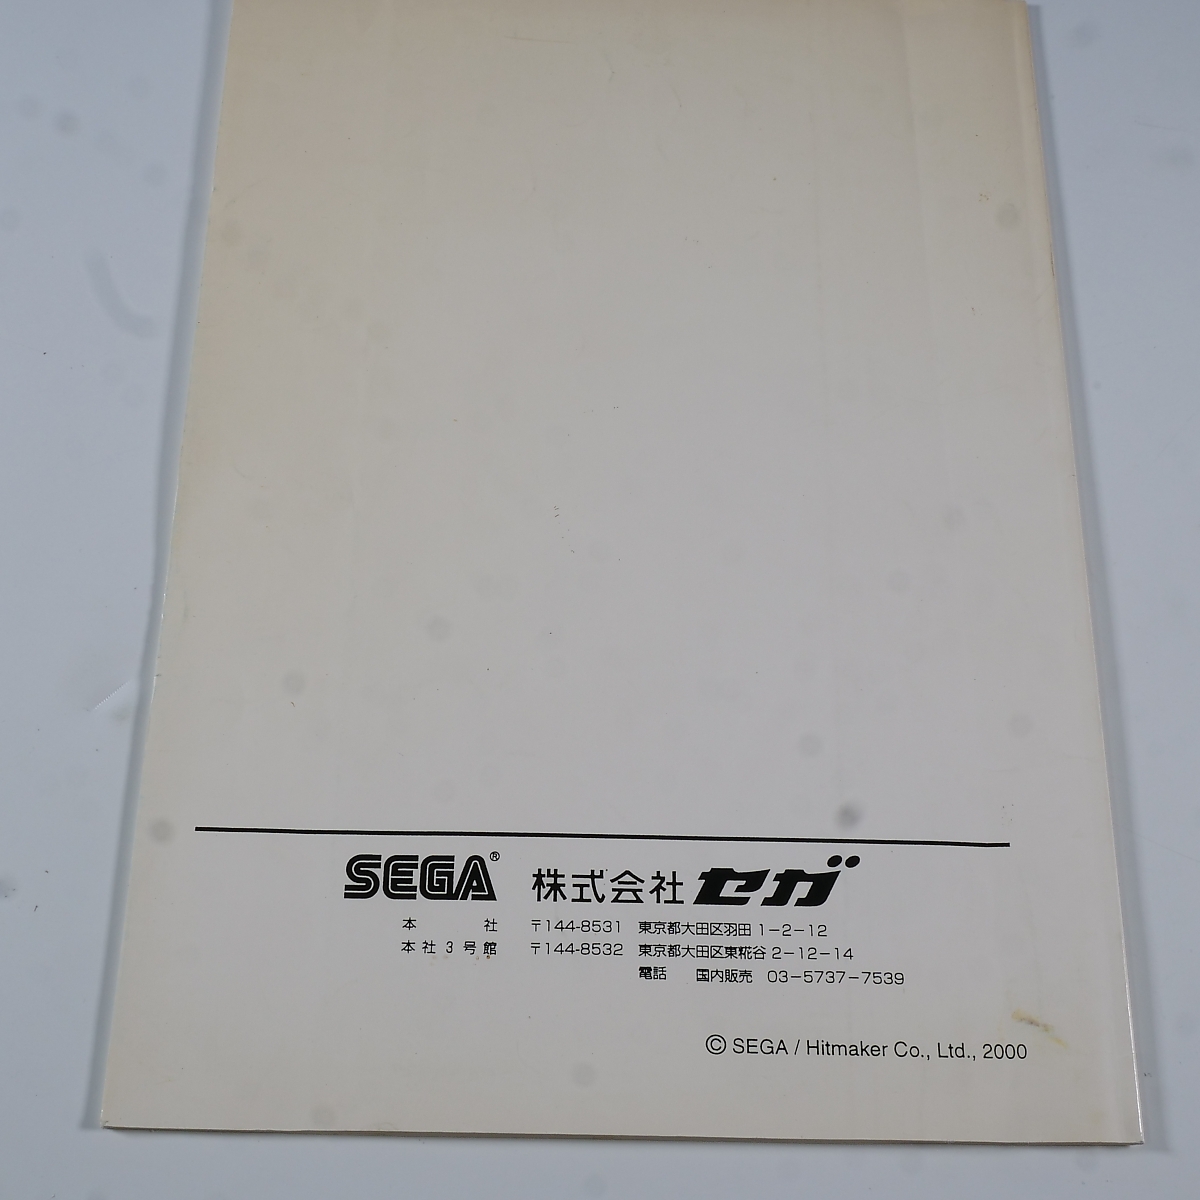 SEGA® 株式会社 セガ
本社 〒144-8531 東京都大田区羽田 1-2-12
本社3号館 〒144-8532 東京都大田区東糀谷 2-12-14
電話 国内販売 03-5737-7539
© SEGA / Hitmaker Co., Ltd., 2000